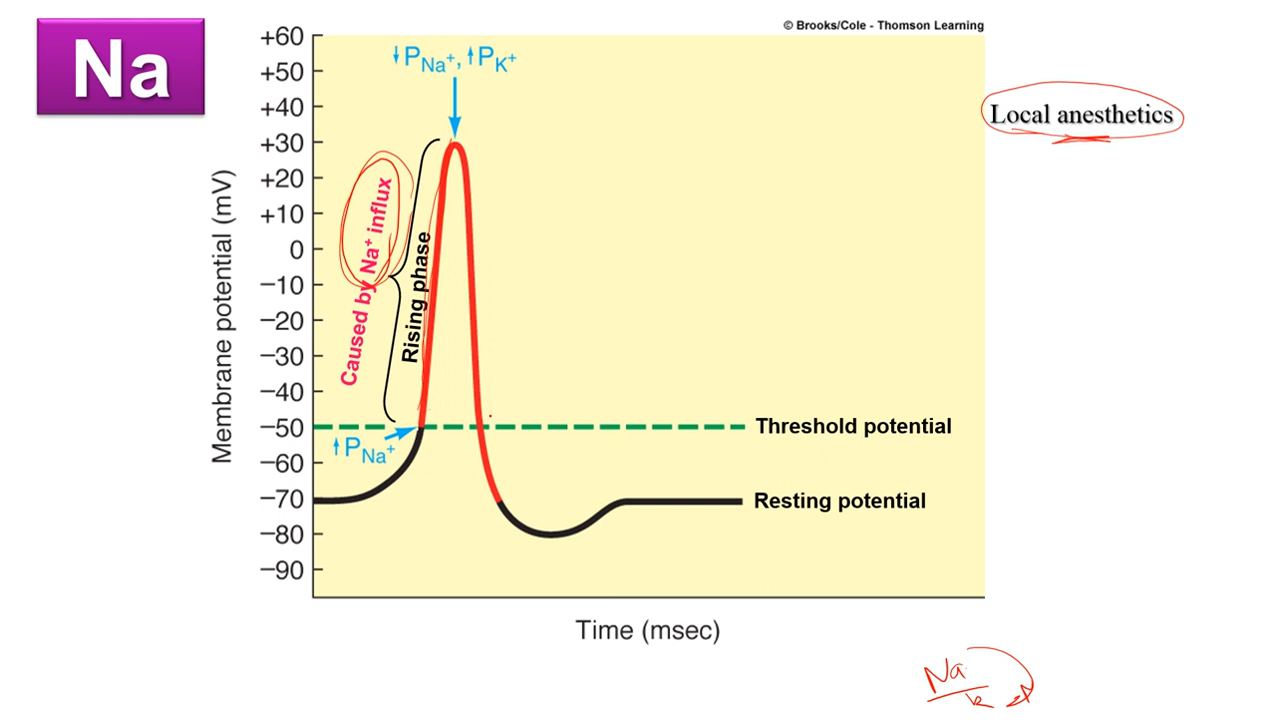 Na
© Brooks/Cole - Thomson Learning
↓PNa+, ↑PK+
Local anesthetics
+60
+50
+40
+30
+20
+10
0
−10
−20
−30
−40
−50
−60
−70
−80
−90
Membrane potential (mV)
Caused by Na+ influx
Rising phase
↑PNa+
Threshold potential
Resting potential
Time (msec)
Na